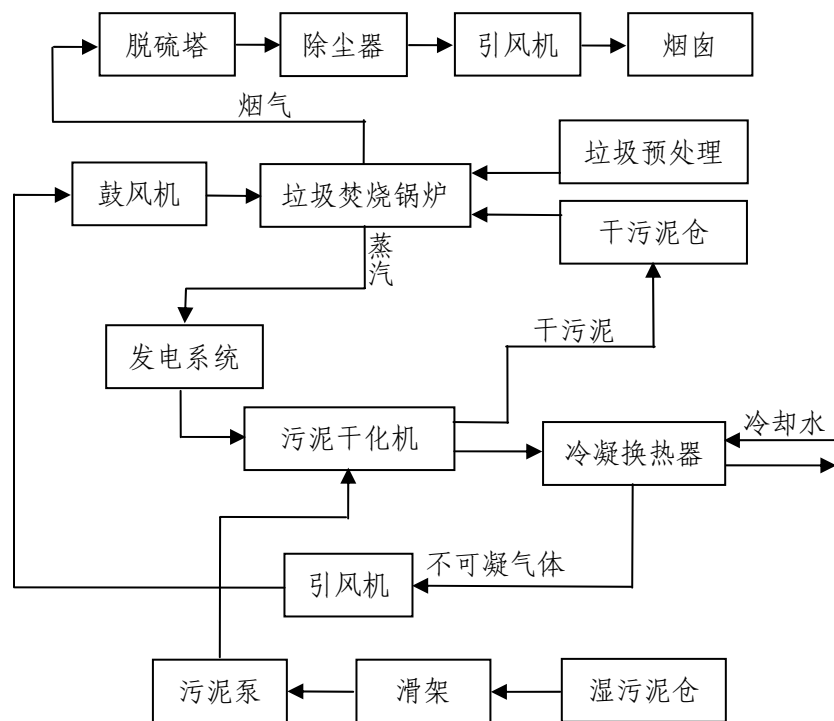 脱硫塔
除尘器
引风机
烟囱
烟气
垃圾预处理
鼓风机
垃圾焚烧锅炉
干污泥仓
蒸
汽
干污泥
发电系统
污泥干化机
冷凝换热器
冷却水
不可凝气体
引风机
污泥泵
滑架
湿污泥仓